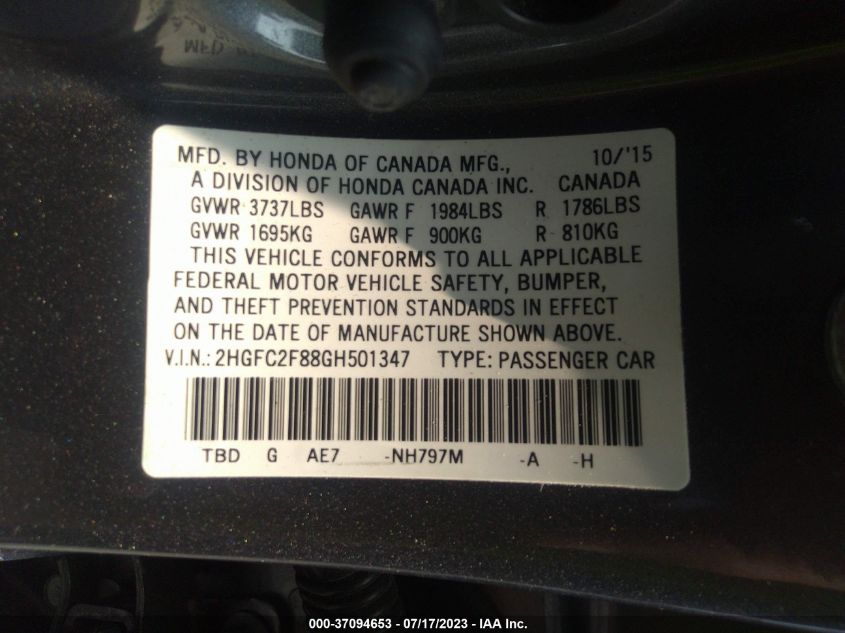 MFD. BY HONDA OF CANADA MFG., 10/'15
A DIVISION OF HONDA CANADA INC. CANADA
GVWR 3737LBS GAWR F 1984LBS R 1786LBS
GVWR 1695KG GAWR F 900KG R 810KG
THIS VEHICLE CONFORMS TO ALL APPLICABLE
FEDERAL MOTOR VEHICLE SAFETY, BUMPER,
AND THEFT PREVENTION STANDARDS IN EFFECT
ON THE DATE OF MANUFACTURE SHOWN ABOVE.
V.I.N.: 2HGFC2F88GH501347 TYPE: PASSENGER CAR
TBD G AE7 -NH797M -A -H
000-37094653 - 07/17/2023 - IAA Inc.